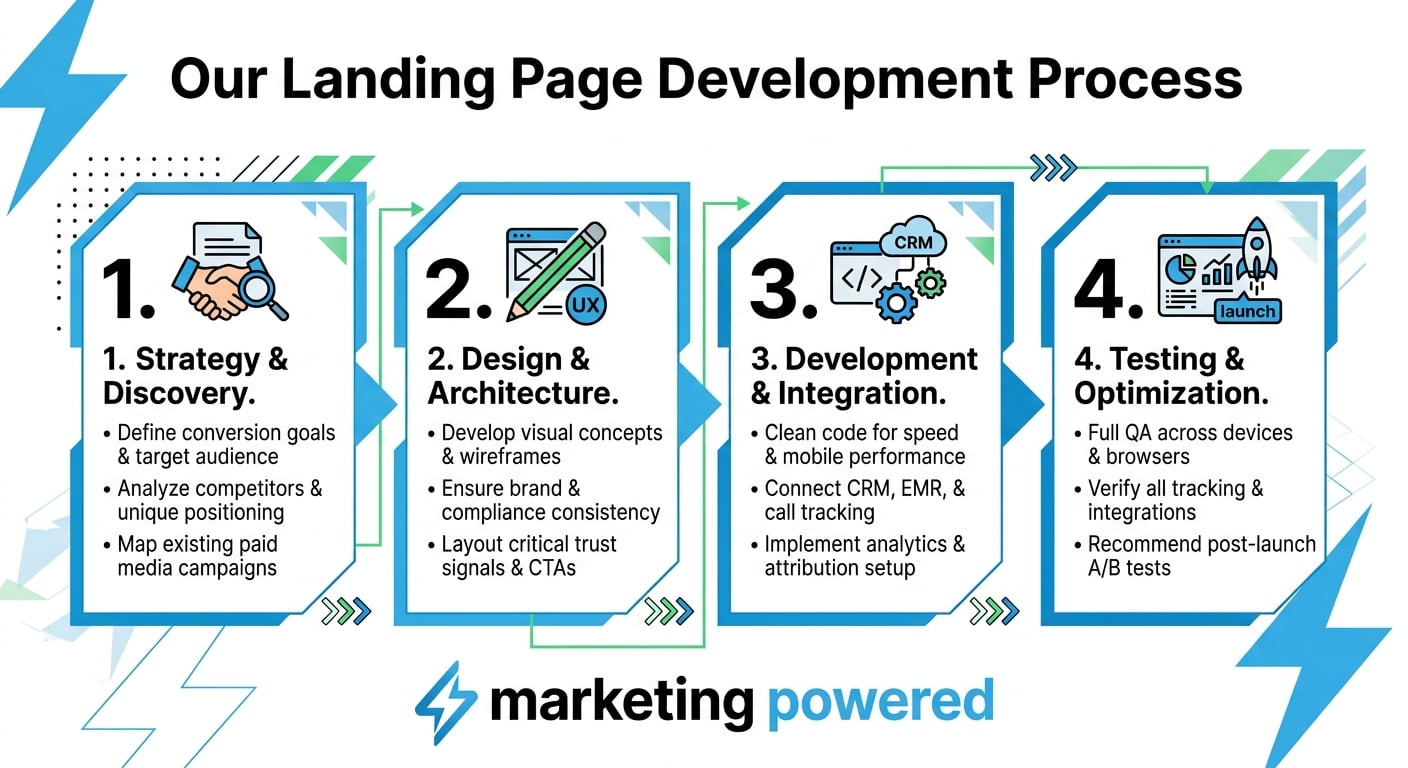 Our Landing Page Development Process
1.
1. Strategy &
Discovery.
• Define conversion goals
& target audience
• Analyze competitors &
unique positioning
• Map existing paid
media campaigns
2.
UX
2. Design &
Architecture.
• Develop visual concepts
& wireframes
• Ensure brand &
compliance consistency
• Layout critical trust
signals & CTAs
3.
CRM
</>
3. Development
& Integration.
• Clean code for speed
& mobile performance
• Connect CRM, EMR, &
call tracking
• Implement analytics &
attribution setup
4.
launch
4. Testing &
Optimization.
• Full QA across devices
& browsers
• Verify all tracking &
integrations
• Recommend post-launch
A/B tests
marketing powered